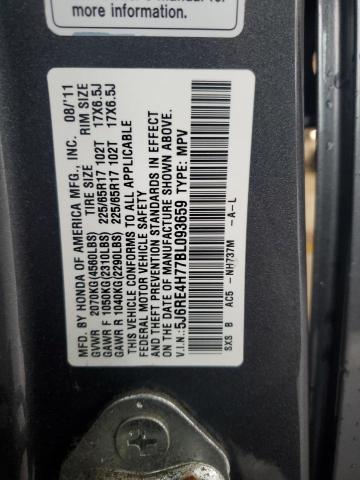 more information.
MFD. BY HONDA OF AMERICA MFG., INC. 08/'11
TIRE SIZE RIM SIZE
GVWR 2070KG(4560LBS)
GAWR F 1050KG(2310LBS) 225/65R17 102T 17X6.5J
GAWR R 1040KG(2290LBS) 225/65R17 102T 17X6.5J
THIS VEHICLE CONFORMS TO ALL APPLICABLE
FEDERAL MOTOR VEHICLE SAFETY
AND THEFT PREVENTION STANDARDS IN EFFECT
ON THE DATE OF MANUFACTURE SHOWN ABOVE.
V.I.N.: 5J6RE4H77BL093659 TYPE: MPV
SXS B AC5 -NH737M -A-L